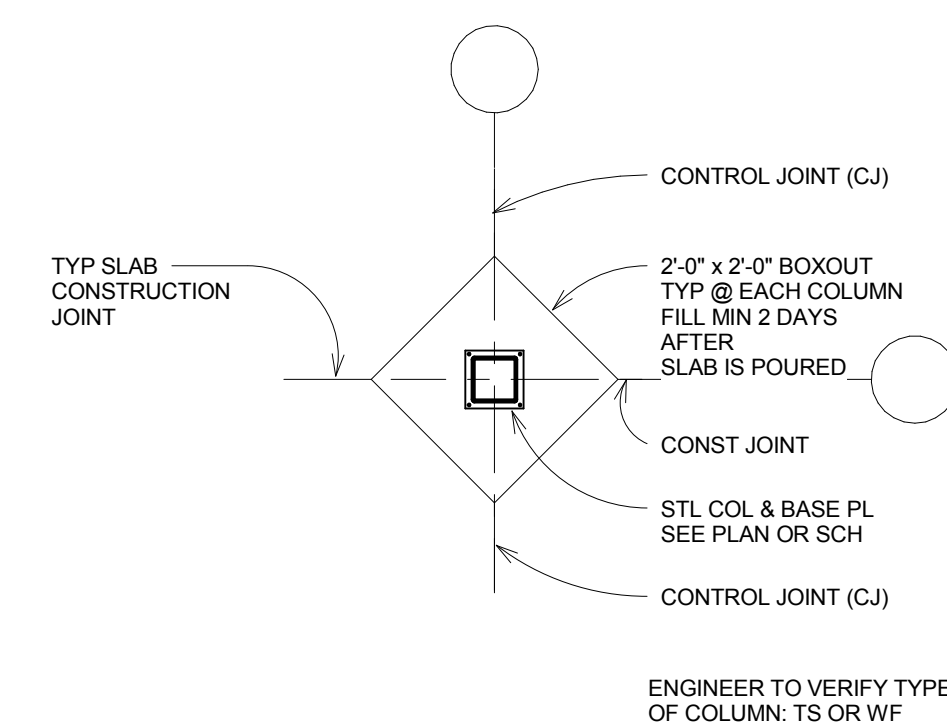 CONTROL JOINT (CJ)
TYP SLAB
CONSTRUCTION
JOINT
2'-0" x 2'-0" BOXOUT
TYP @ EACH COLUMN
FILL MIN 2 DAYS
AFTER
SLAB IS POURED
CONST JOINT
STL COL & BASE PL
SEE PLAN OR SCH
CONTROL JOINT (CJ)
ENGINEER TO VERIFY TYPE
OF COLUMN: TS OR WF